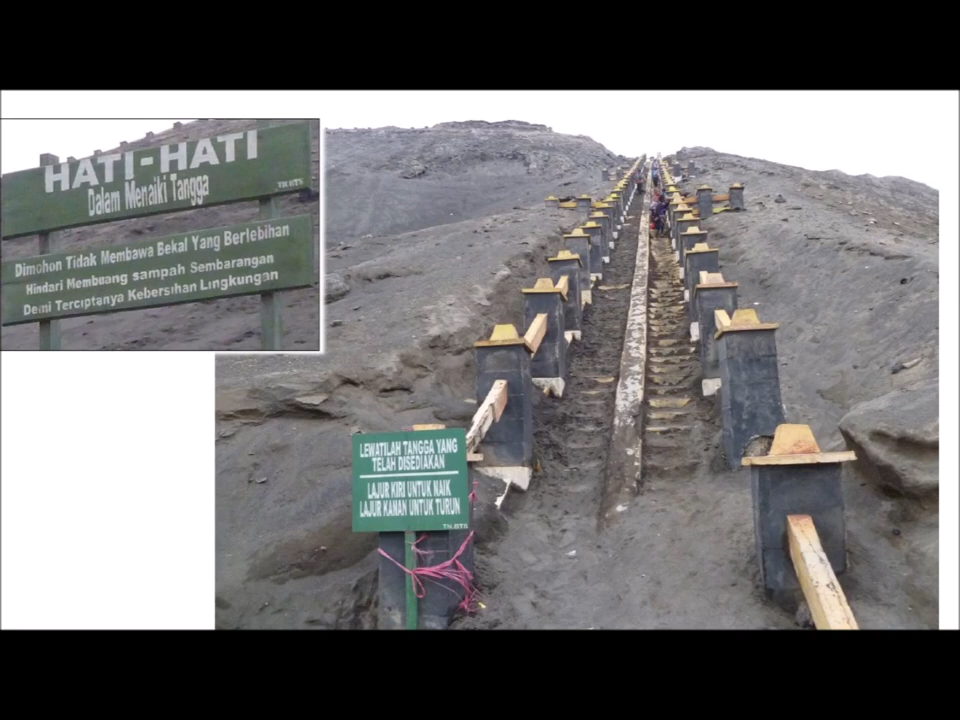 HATI-HATI
Dalam Menaiki Tangga
TN.BTS
Dimohon Tidak Membawa Bekal Yang Berlebihan
Hindari Membuang sampah Sembarangan
Demi Terciptanya Kebersihan Lingkungan
LEWATILAH TANGGA YANG
TELAH DISEDIAKAN
LAJUR KIRI UNTUK NAIK
LAJUR KANAN UNTUK TURUN
TN.BTS